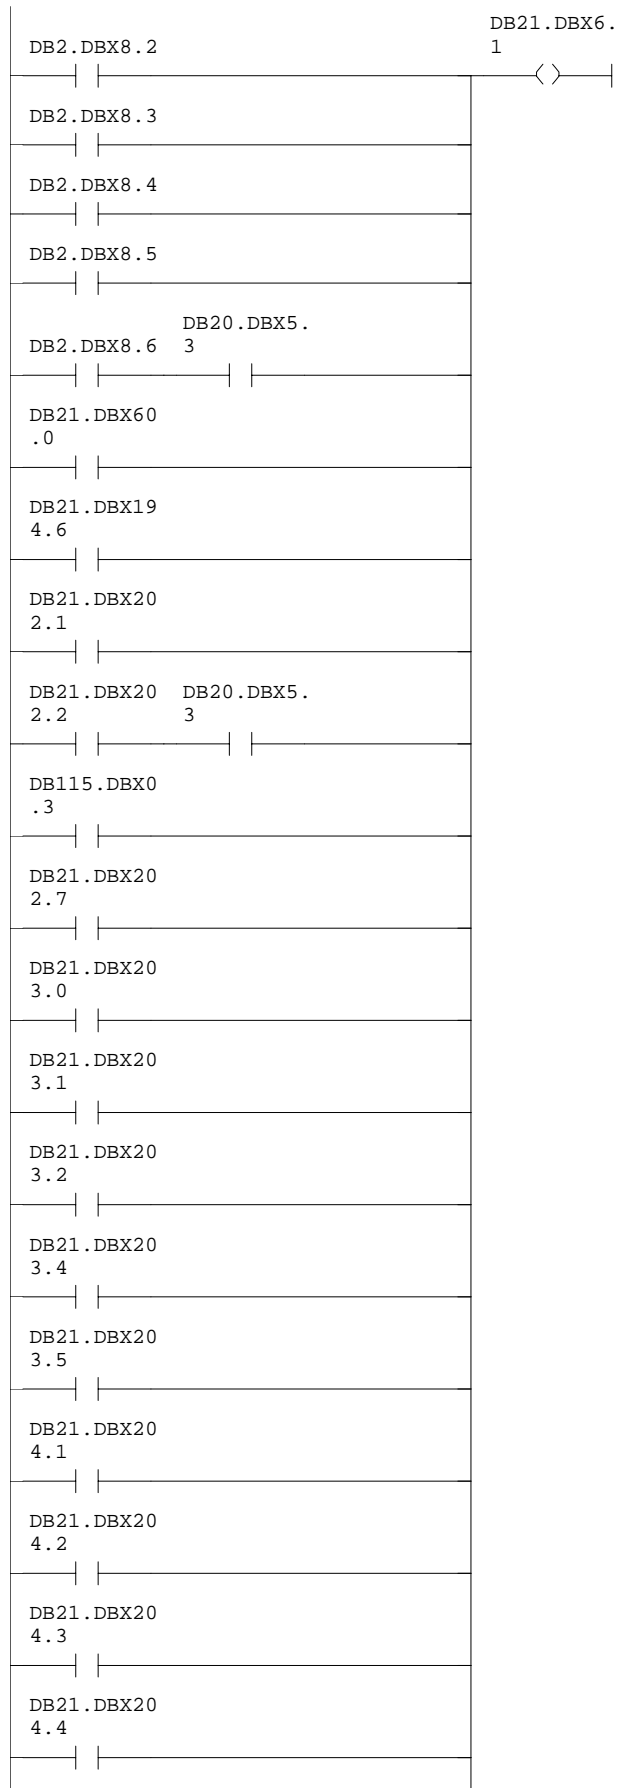 DB21.DBX6.
DB2.DBX8.2 1
DB2.DBX8.3
DB2.DBX8.4
DB2.DBX8.5
DB20.DBX5.
DB2.DBX8.6 3
DB21.DBX60
.0
DB21.DBX19
4.6
DB21.DBX20
2.1
DB21.DBX20 DB20.DBX5.
2.2 3
DB115.DBX0
.3
DB21.DBX20
2.7
DB21.DBX20
3.0
DB21.DBX20
3.1
DB21.DBX20
3.2
DB21.DBX20
3.4
DB21.DBX20
3.5
DB21.DBX20
4.1
DB21.DBX20
4.2
DB21.DBX20
4.3
DB21.DBX20
4.4